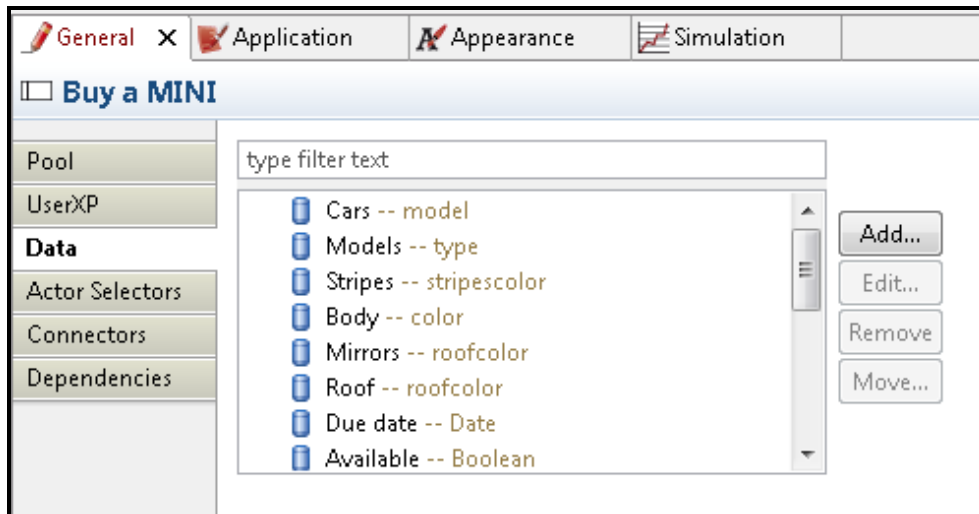 General X Application Appearance Simulation
Buy a MINI
Pool
UserXP
Data
Actor Selectors
Connectors
Dependencies
type filter text
Cars -- model
Models -- type
Stripes -- stripescolor
Body -- color
Mirrors -- roofcolor
Roof -- roofcolor
Due date -- Date
Available -- Boolean
Add...
Edit...
Remove
Move...